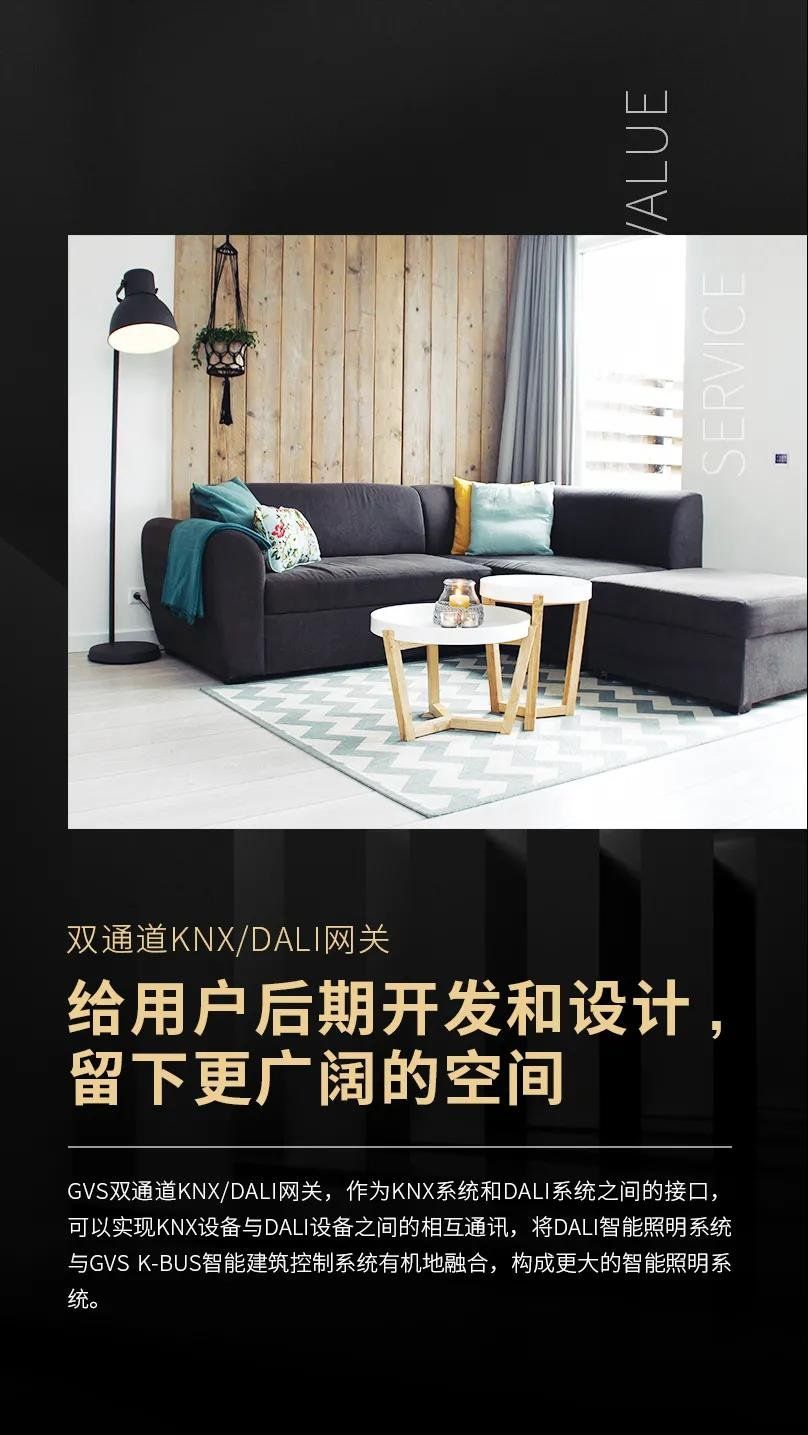 VALUE
SERVICE
双通道KNX/DALI网关
给用户后期开发和设计，
留下更广阔的空间
GVS双通道KNX/DALI网关，作为KNX系统和DALI系统之间的接口，
可以实现KNX设备与DALI设备之间的相互通讯，将DALI智能照明系统
与GVS K-BUS智能建筑控制系统有机地融合，构成更大的智能照明系
统。